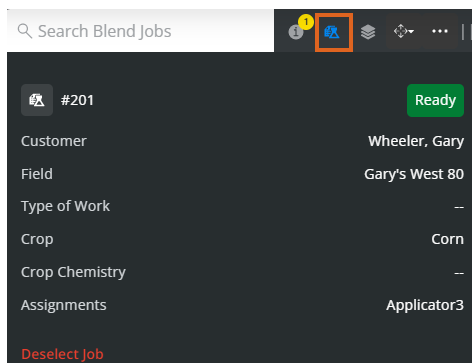 Search Blend Jobs 1
#201 Ready
Customer Wheeler, Gary
Field Gary's West 80
Type of Work --
Crop Corn
Crop Chemistry --
Assignments Applicator3
Deselect Job